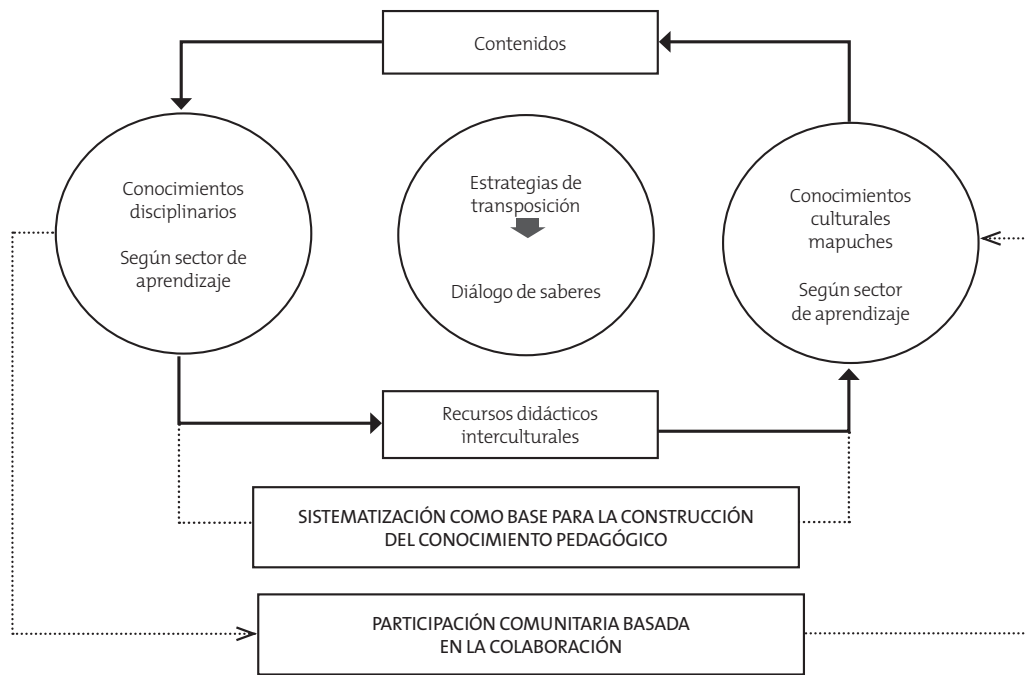 Contenidos
Conocimientos
disciplinarios
Según sector de
aprendizaje
Estrategias de
transposición
Diálogo de saberes
Conocimientos
culturales
mapuches
Según sector
de aprendizaje
Recursos didácticos
interculturales
SISTEMATIZACIÓN COMO BASE PARA LA CONSTRUCCIÓN
DEL CONOCIMIENTO PEDAGÓGICO
PARTICIPACIÓN COMUNITARIA BASADA
EN LA COLABORACIÓN